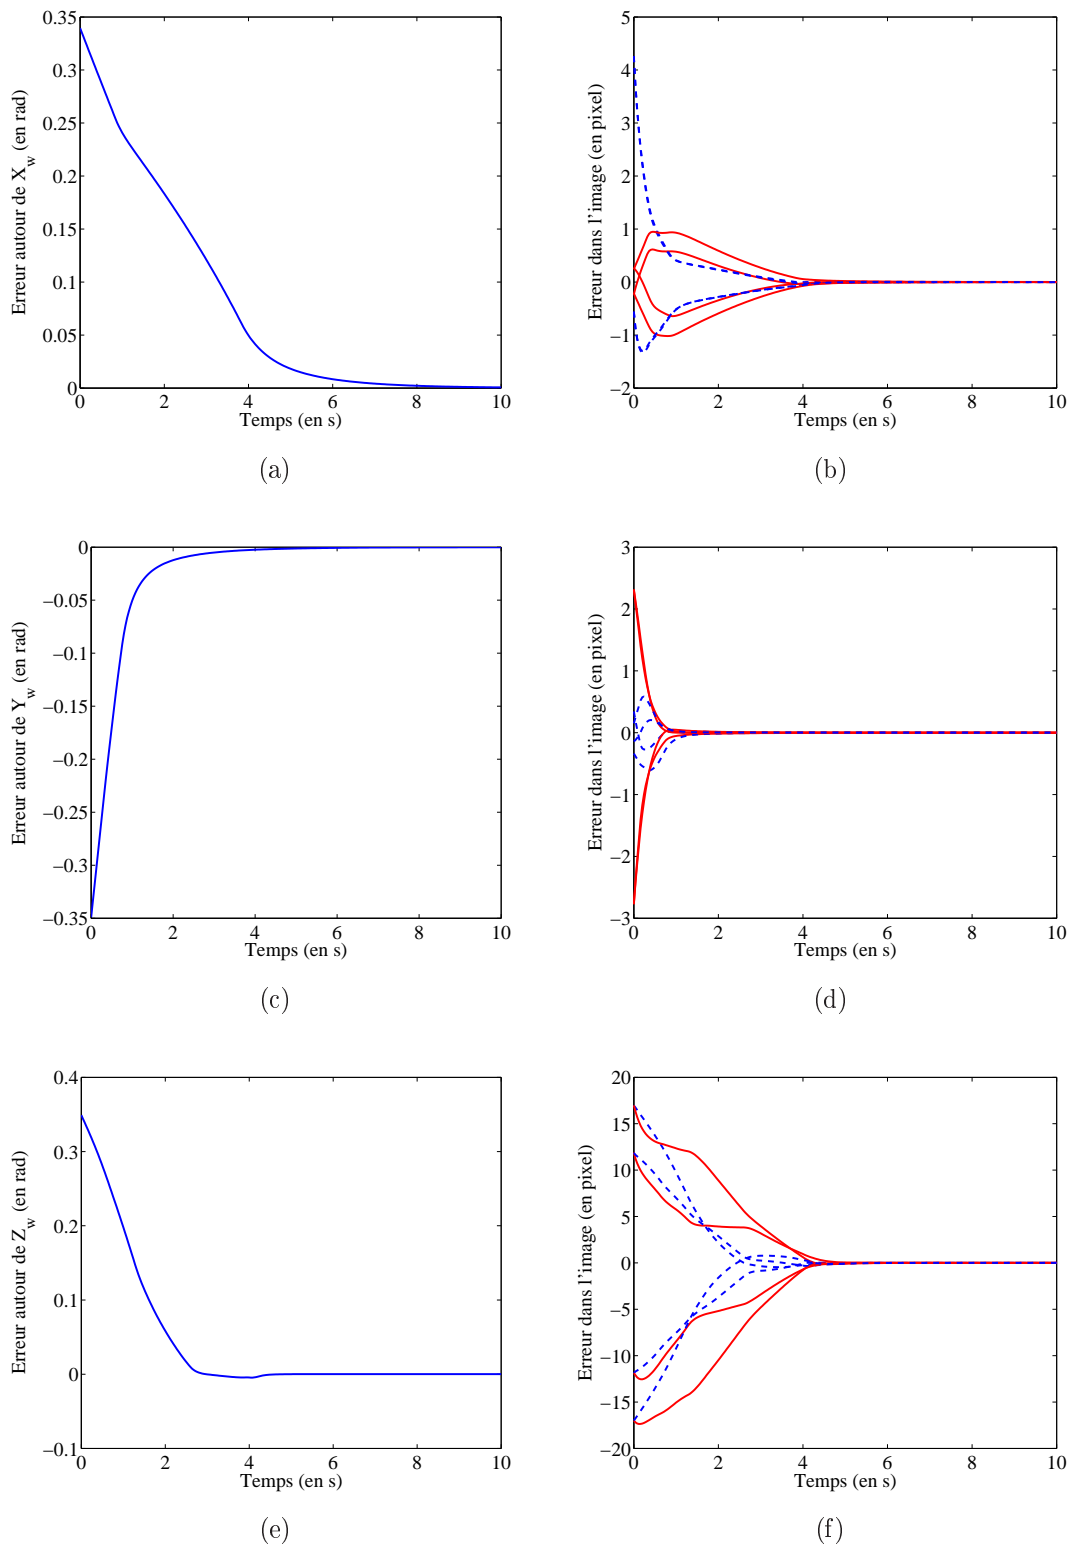 0.35
0.3
0.25
0.2
0.15
0.1
0.05
0
Erreur autour de X_w (en rad)
0 2 4 6 8 10
Temps (en s)
(a)
5
4
3
2
1
0
−1
−2
Erreur dans l'image (en pixel)
0 2 4 6 8 10
Temps (en s)
(b)
0
−0.05
−0.1
−0.15
−0.2
−0.25
−0.3
−0.35
Erreur autour de Y_w (en rad)
0 2 4 6 8 10
Temps (en s)
(c)
3
2
1
0
−1
−2
−3
Erreur dans l'image (en pixel)
0 2 4 6 8 10
Temps (en s)
(d)
0.4
0.3
0.2
0.1
0
−0.1
Erreur autour de Z_w (en rad)
0 2 4 6 8 10
Temps (en s)
(e)
20
15
10
5
0
−5
−10
−15
−20
Erreur dans l'image (en pixel)
0 2 4 6 8 10
Temps (en s)
(f)